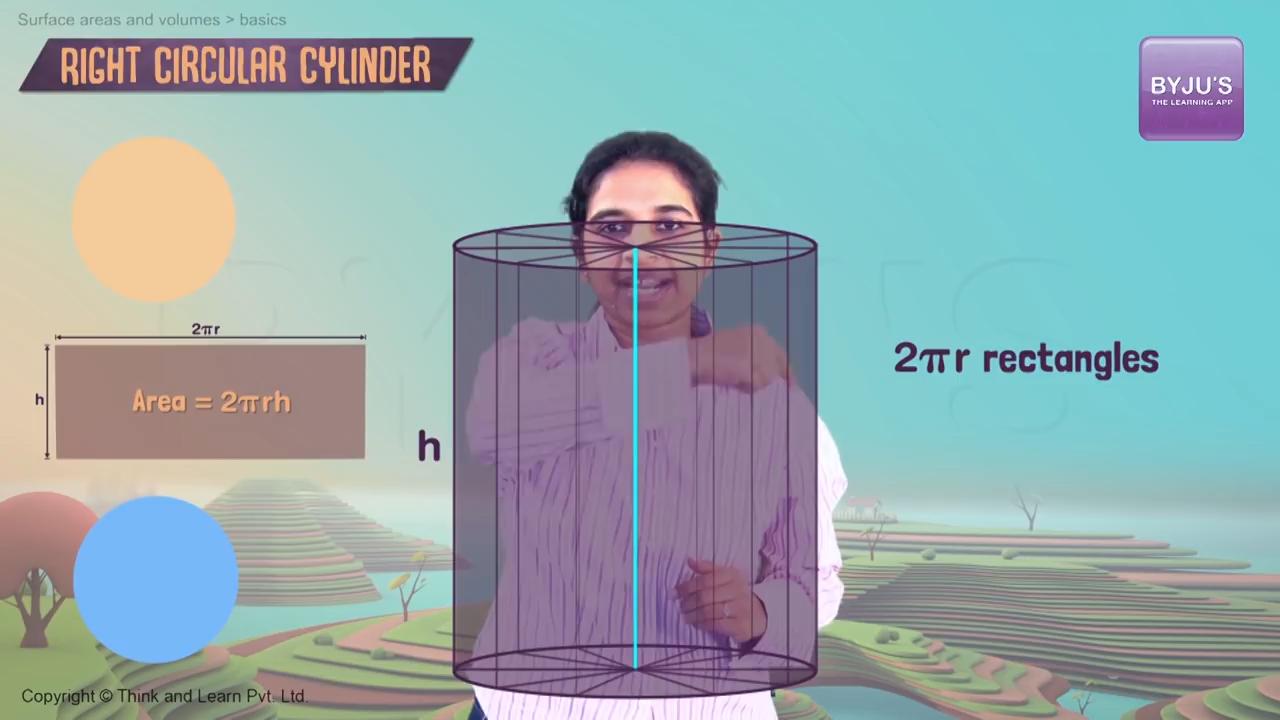 Surface areas and volumes > basics
RIGHT CIRCULAR CYLINDER
BYJU'S
THE LEARNING APP
2πr
h
Area = 2πrh
h
2πr rectangles
Copyright © Think and Learn Pvt. Ltd.